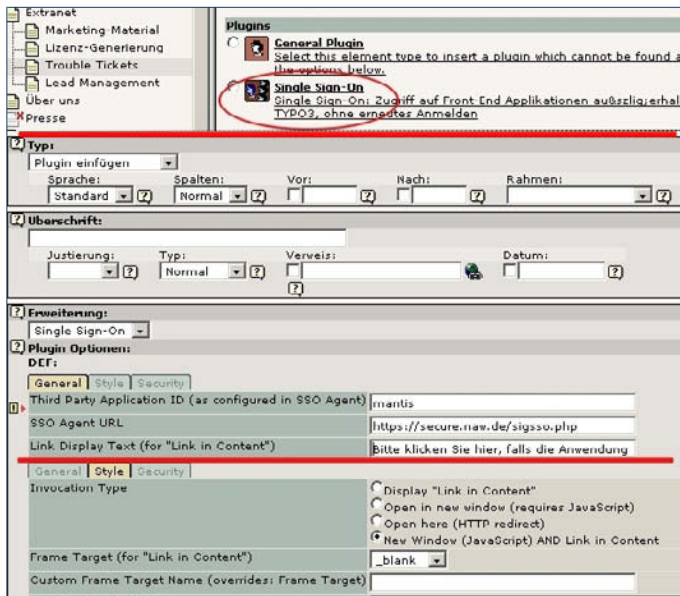 Extranet
Marketing-Material
Lizenz-Generierung
Trouble Tickets
Lead Management
Über uns
Presse
Plugins
General Plugin
Select this element type to insert a plugin which cannot be found a
the options below.
Single Sign-On
Single Sign-On: Zugriff auf Front End Applikationen
TYPO3, ohne erneutes Anmelden
Typ:
Plugin einfügen
Sprache: Spalten: Vor: Nach: Rahmen:
Standard Normal
Überschrift:
Justierung: Typ: Verweis: Datum:
Normal
Erweiterung:
Single Sign-On
Plugin Optionen:
DEF:
General Style Security
Third Party Application ID (as configured in SSO Agent) mantis
SSO Agent URL https://secure.naw.de/sigsso.php
Link Display Text (for "Link in Content") Bitte klicken Sie hier, falls die Anwendung
General Style Security
Invocation Type
Display "Link in Content"
Open in new window (requires JavaScript)
Open here (HTTP redirect)
New Window (JavaScript) AND Link in Content
Frame Target (for "Link in Content") _blank
Custom Frame Target Name (overrides: Frame Target)